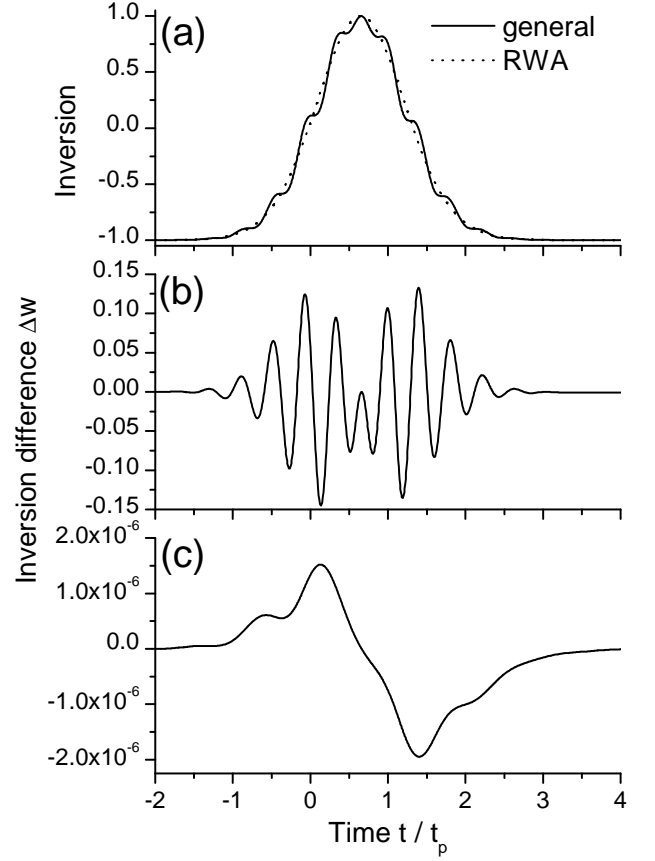 (a)
general
RWA
Inversion
1.0
0.5
0.0
-0.5
-1.0
(b)
Inversion difference Δw
0.15
0.10
0.05
0.00
-0.05
-0.10
-0.15
(c)
2.0x10⁻⁶
1.0x10⁻⁶
0.0
-1.0x10⁻⁶
-2.0x10⁻⁶
-2 -1 0 1 2 3 4
Time t / tₚ